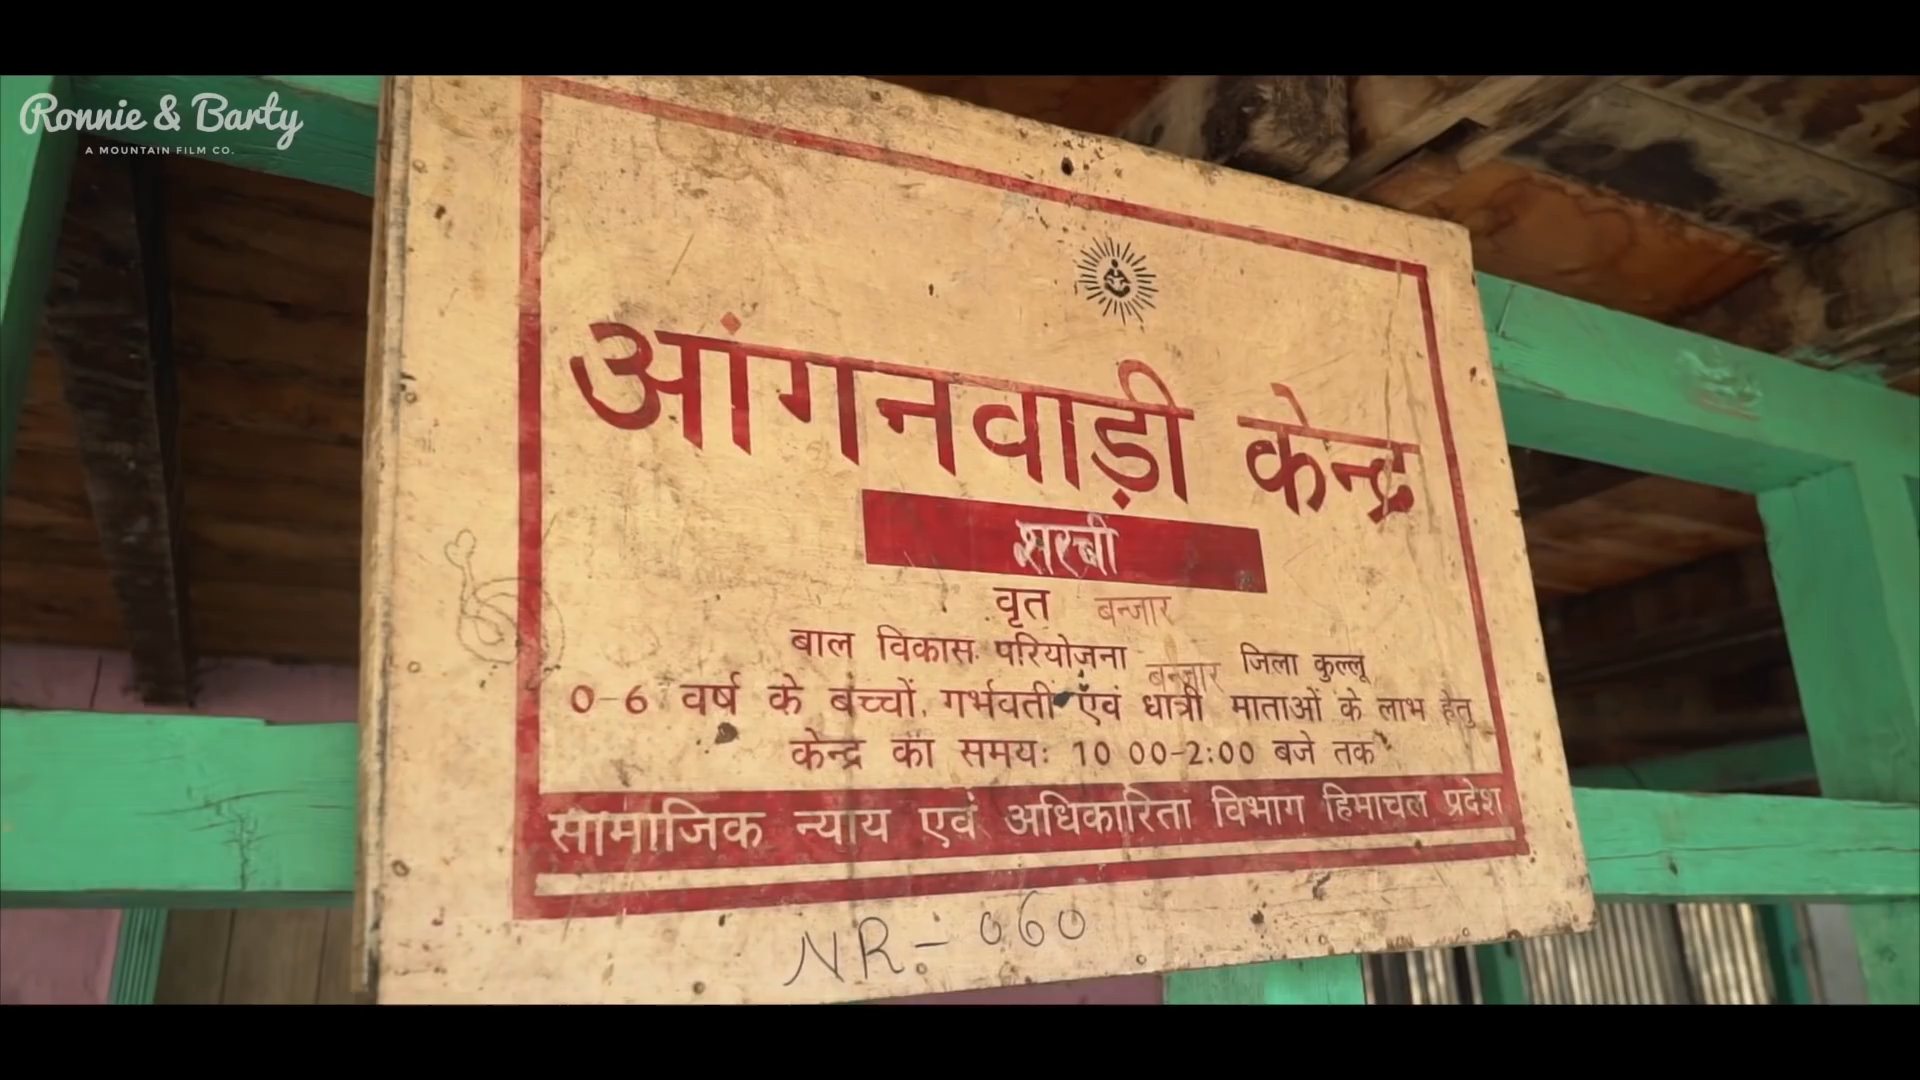 Ronnie & Barty
A MOUNTAIN FILM CO.
आंगनवाड़ी केन्द्र
शरची
वृत बन्जार
बाल विकास परियोजना बन्जार जिला कुल्लू
0-6 वर्ष के बच्चों, गर्भवती एंवं धात्री माताओं के लाभ हेतु
केन्द्र का समयः 10 00-2:00 बजे तक
सामाजिक न्याय एवं अधिकारिता विभाग हिमाचल प्रदेश
NR:- 060